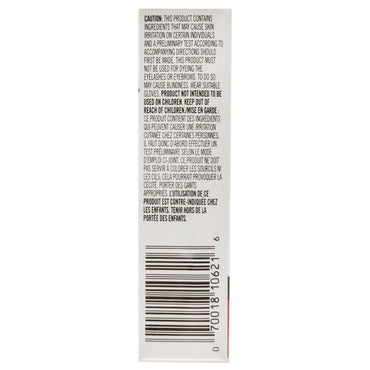 CAUTION: THIS PRODUCT CONTAINS
INGREDIENTS THAT MAY CAUSE SKIN
IRRITATION ON CERTAIN INDIVIDUALS
AND A PRELIMINARY TEST ACCORDING TO
ACCOMPANYING DIRECTIONS SHOULD
FIRST BE MADE. THIS PRODUCT MUST
NOT BE USED FOR DYEING THE
EYELASHES OR EYEBROWS. TO DO SO
MAY CAUSE BLINDNESS. WEAR SUITABLE
GLOVES. PRODUCT NOT INTENDED TO BE
USED ON CHILDREN. KEEP OUT OF
REACH OF CHILDREN./MISE EN GARDE :
CE PRODUIT CONTIENT DES INGRÉDIENTS
QUI PEUVENT CAUSER UNE IRRITATION
CUTANÉE CHEZ CERTAINES PERSONNES;
IL FAUT DONC D'ABORD EFFECTUER UN
TEST PRÉLIMINAIRE SELON LE MODE
D'EMPLOI CI-JOINT. CE PRODUIT NE DOIT
PAS SERVIR À COLORER LES SOURCILS NI
LES CILS. CELA POURRAIT PROVOQUER LA
CÉCITÉ. PORTER DES GANTS
APPROPRIÉS. L'UTILISATION DE CE
PRODUIT EST CONTRE-INDIQUÉE CHEZ
LES ENFANTS. TENIR HORS DE LA
PORTÉE DES ENFANTS.
0 70018 10621 6